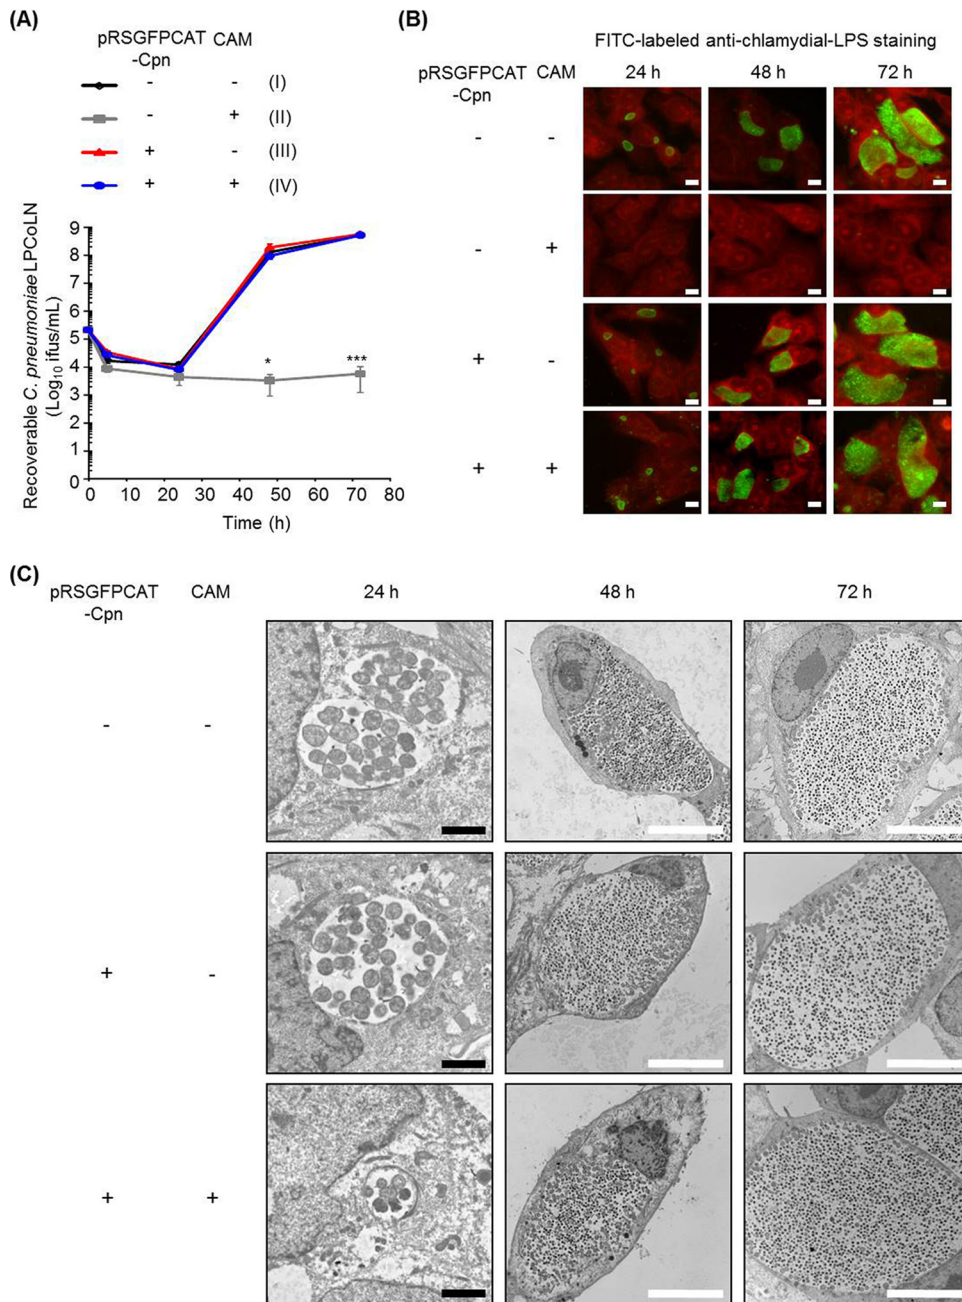 (A)
pRSGFPCAT
-Cpn
CAM
- - (I)
- + (II)
+ - (III)
+ + (IV)
Recoverable C. pneumoniae LPCoLN
(Log10 ifus/mL)
9
8
7
6
5
4
3
2
1
0
*
***
0 10 20 30 40 50 60 70 80
Time (h)
(B)
FITC-labeled anti-chlamydial-LPS staining
pRSGFPCAT
-Cpn
CAM
24 h 48 h 72 h
- -
- +
+ -
+ +
(C)
pRSGFPCAT
-Cpn
CAM
24 h 48 h 72 h
- -
+ -
+ +